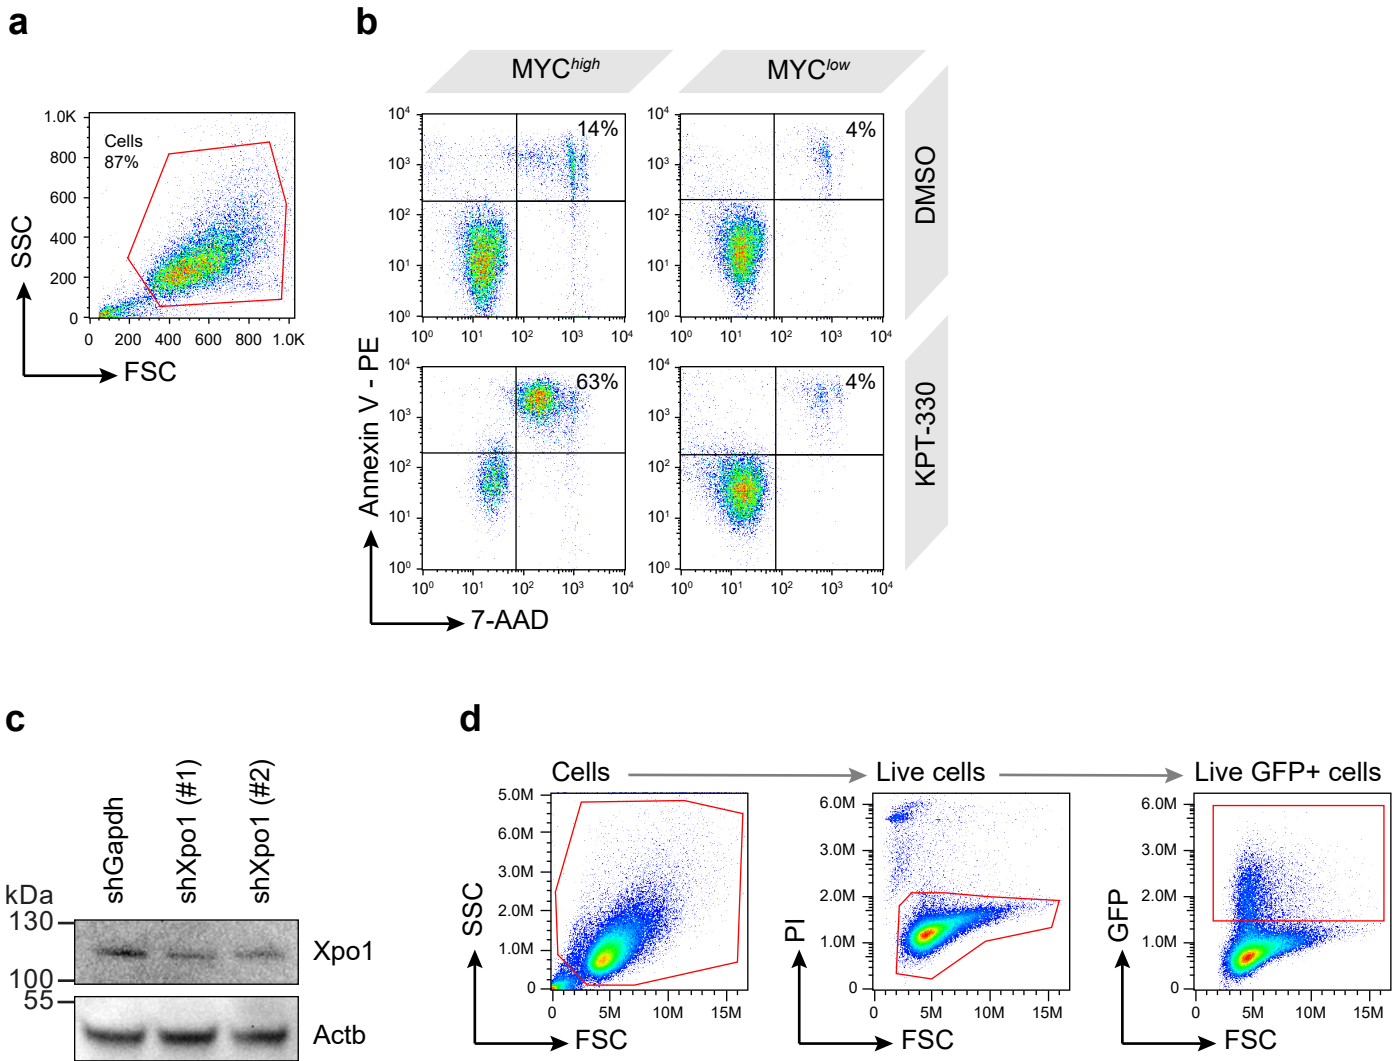 a
1.0K
800
600
400
200
0
Cells
87%
SSC
0 200 400 600 800 1.0K
FSC
b
MYChigh
MYClow
DMSO
KPT-330
10⁴
10³
10²
10¹
10⁰
14%
10⁰ 10¹ 10² 10³ 10⁴
10⁴
10³
10²
10¹
10⁰
4%
10⁰ 10¹ 10² 10³ 10⁴
10⁴
10³
10²
10¹
10⁰
63%
10⁰ 10¹ 10² 10³ 10⁴
10⁴
10³
10²
10¹
10⁰
4%
10⁰ 10¹ 10² 10³ 10⁴
Annexin V - PE
7-AAD
c
shGapdh
shXpo1 (#1)
shXpo1 (#2)
kDa
130
100
55
Xpo1
Actb
d
Cells
Live cells
Live GFP+ cells
5.0M
6.0M
3.0M
2.0M
1.0M
0
SSC
0 5M 10M 15M
FSC
6.0M
3.0M
2.0M
1.0M
0
PI
0 5M 10M 15M
FSC
6.0M
3.0M
2.0M
1.0M
0
GFP
0 5M 10M 15M
FSC